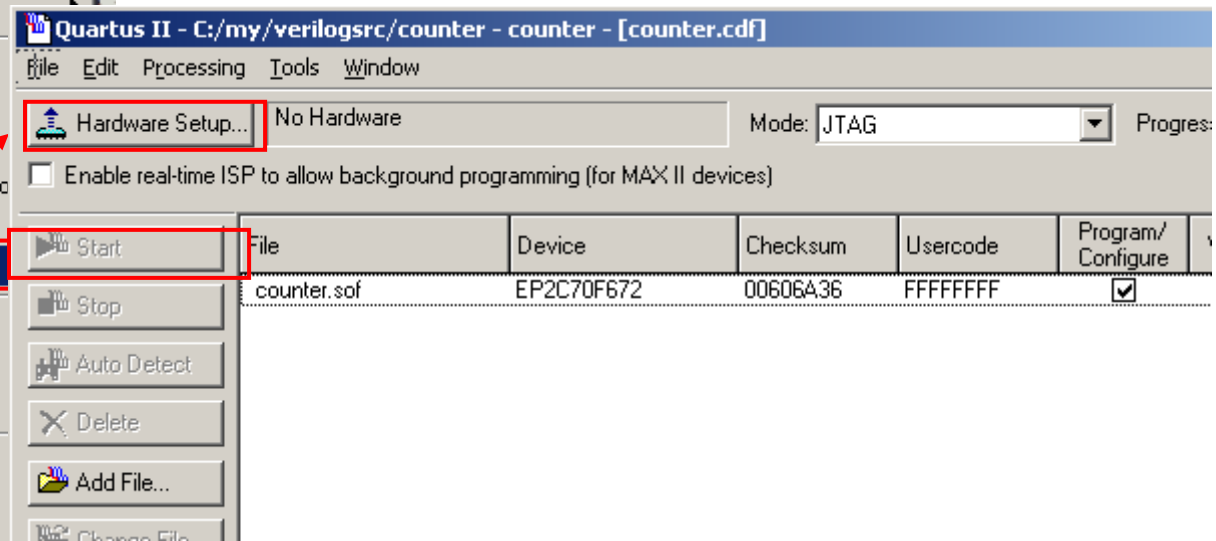 Quartus II - C:/my/verilogsrc/counter - counter - [counter.cdf]
File Edit Processing Tools Window
Hardware Setup... No Hardware Mode: JTAG
Enable real-time ISP to allow background programming (for MAX II devices)
Start File Device Checksum Usercode Program/
Configure
counter.sof EP2C70F672 00606A36 FFFFFFFF
Stop
Auto Detect
Delete
Add File...
Change File